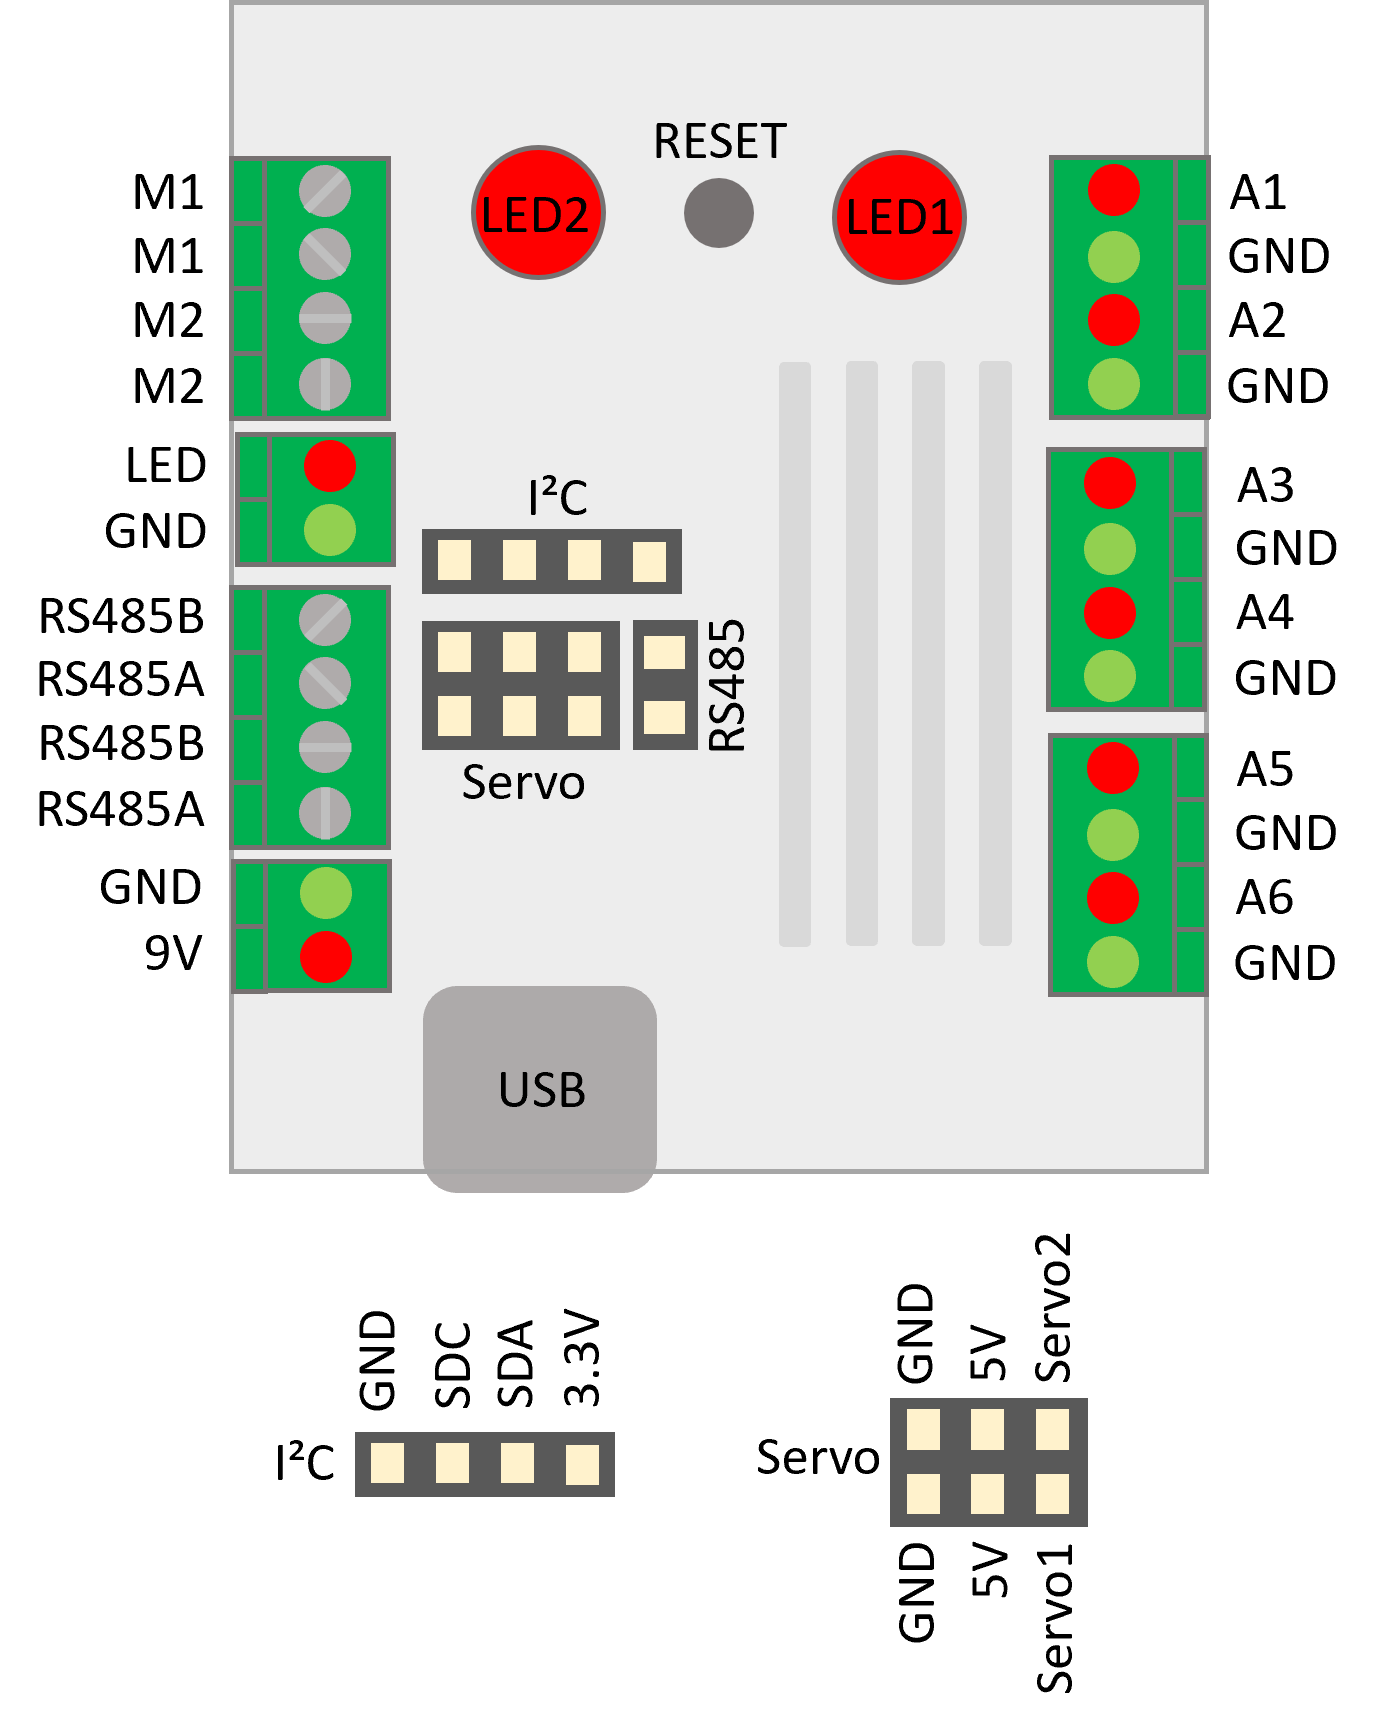 RESET
LED2
LED1
M1
M1
M2
M2
LED
GND
RS485B
RS485A
RS485B
RS485A
GND
9V
I²C
RS485
Servo
A1
GND
A2
GND
A3
GND
A4
GND
A5
GND
A6
GND
USB
GND
SDC
SDA
3.3V
I²C
GND
5V
Servo2
Servo
GND
5V
Servo1